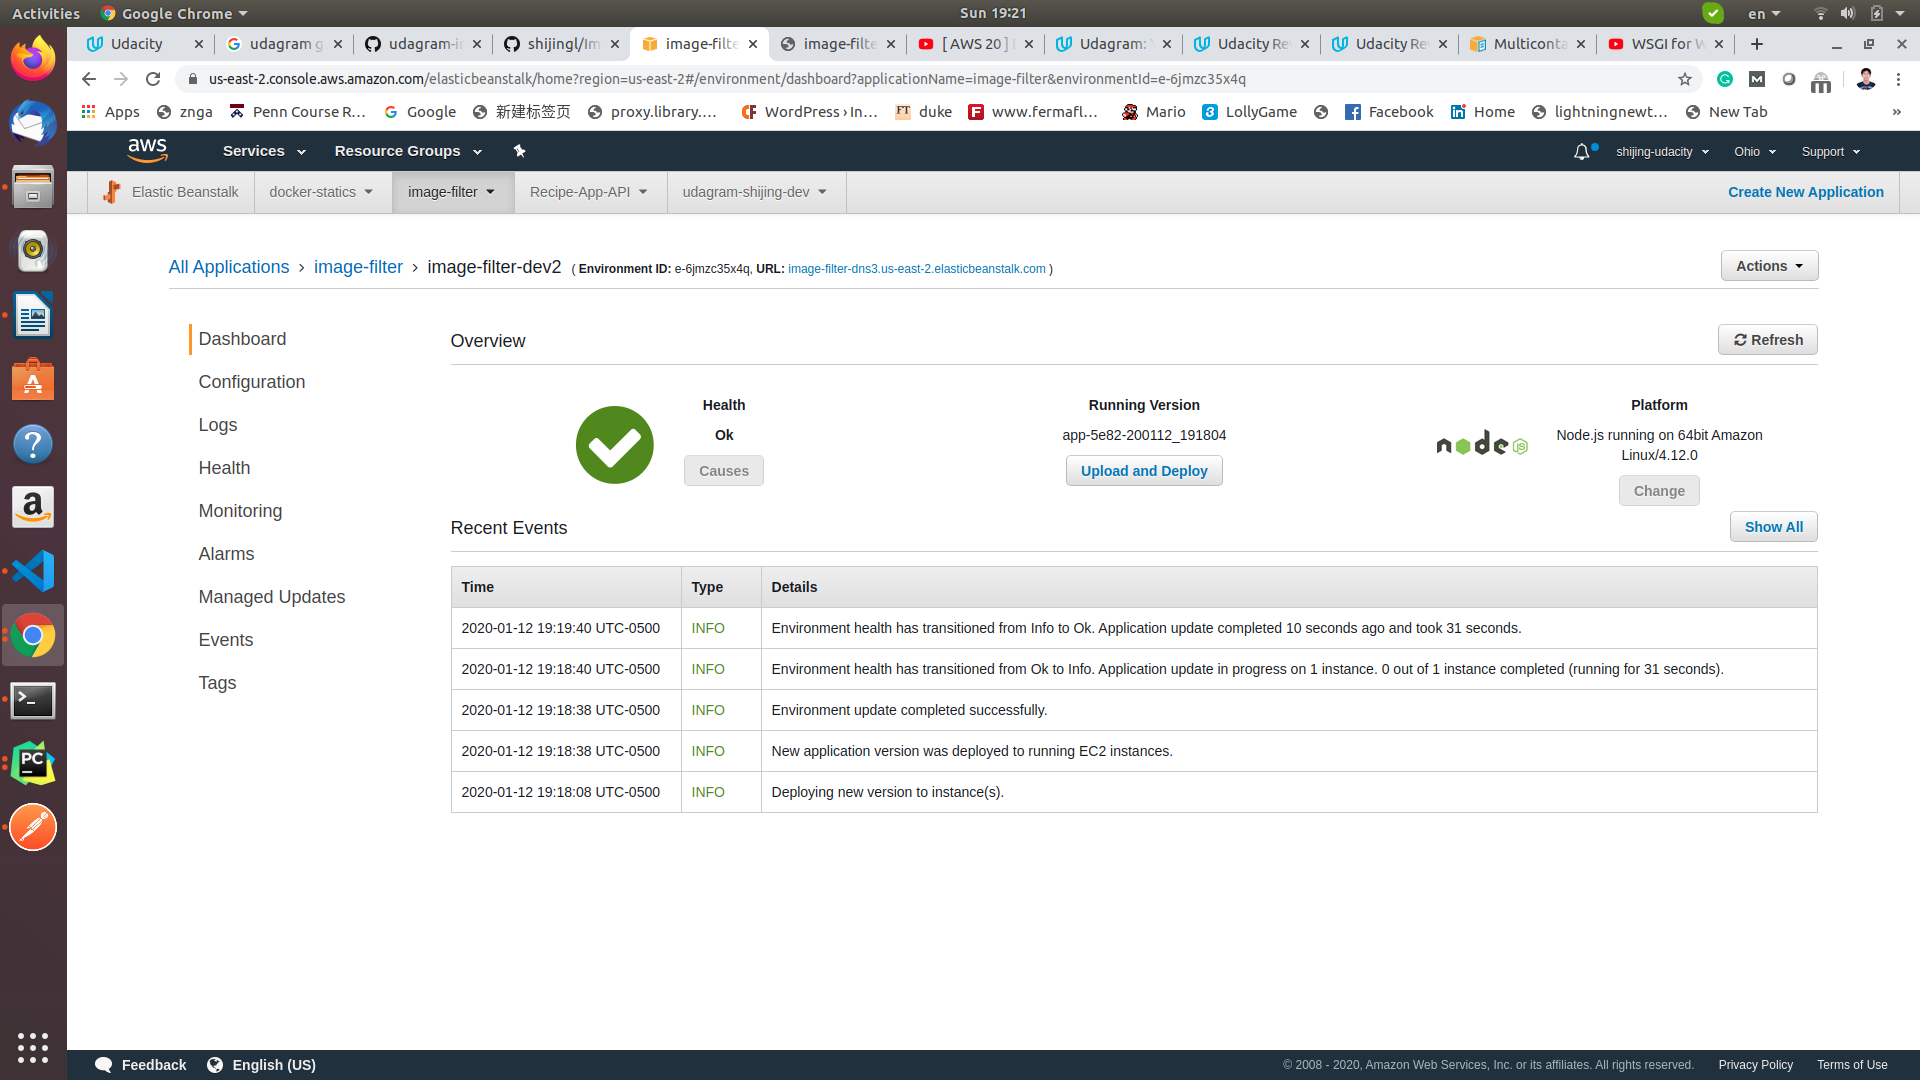 Activities Google Chrome Sun 19:21 en
Udacity udagram g udagram-i shijingl/Im image-filte image-filte [ AWS 20 ] Udagram: Udacity Re Udacity Re Multiconta WSGI for
us-east-2.console.aws.amazon.com/elasticbeanstalk/home?region=us-east-2#/environment/dashboard?applicationName=image-filter&environmentId=e-6jmzc35x4q
Apps znga Penn Course R... Google 新建标签页 proxy.library.... WordPress › In... duke www.fermafl... Mario LollyGame Facebook Home lightningnewt... New Tab »
aws Services Resource Groups shijing-udacity Ohio Support
Elastic Beanstalk docker-statics image-filter Recipe-App-API udagram-shijing-dev Create New Application
All Applications › image-filter › image-filter-dev2 ( Environment ID: e-6jmzc35x4q, URL: image-filter-dns3.us-east-2.elasticbeanstalk.com )
Actions
Dashboard
Configuration
Logs
Health
Monitoring
Alarms
Managed Updates
Events
Tags
Overview
Refresh
Health
Ok
Causes
Running Version
app-5e82-200112_191804
Upload and Deploy
node JS
Platform
Node.js running on 64bit Amazon
Linux/4.12.0
Change
Recent Events
Show All
Time Type Details
2020-01-12 19:19:40 UTC-0500 INFO Environment health has transitioned from Info to Ok. Application update completed 10 seconds ago and took 31 seconds.
2020-01-12 19:18:40 UTC-0500 INFO Environment health has transitioned from Ok to Info. Application update in progress on 1 instance. 0 out of 1 instance completed (running for 31 seconds).
2020-01-12 19:18:38 UTC-0500 INFO Environment update completed successfully.
2020-01-12 19:18:38 UTC-0500 INFO New application version was deployed to running EC2 instances.
2020-01-12 19:18:08 UTC-0500 INFO Deploying new version to instance(s).
Feedback English (US) © 2008 - 2020, Amazon Web Services, Inc. or its affiliates. All rights reserved. Privacy Policy Terms of Use